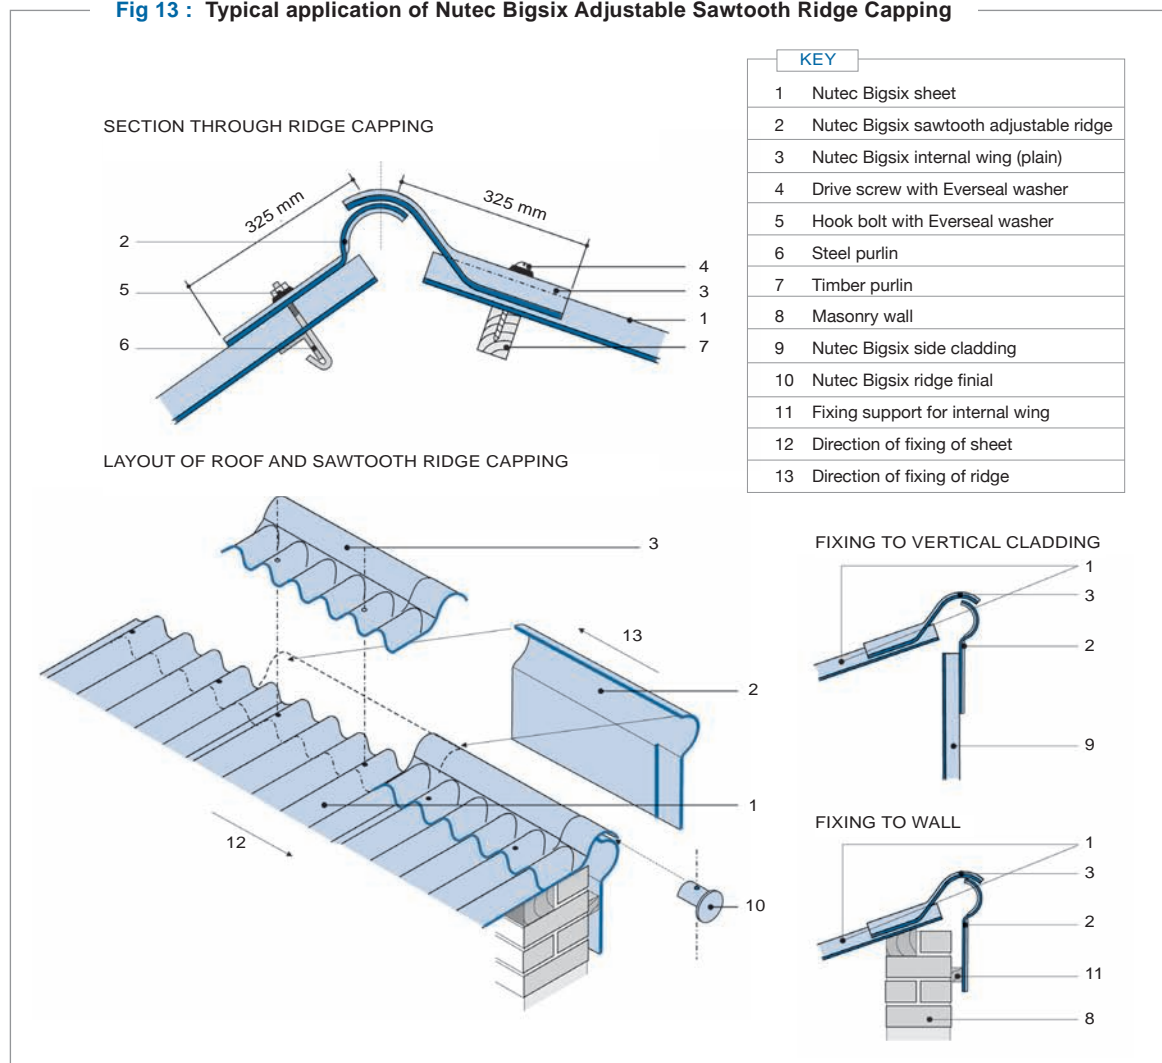 Fig 13 : Typical application of Nutec Bigsix Adjustable Sawtooth Ridge Capping
KEY
1 Nutec Bigsix sheet
2 Nutec Bigsix sawtooth adjustable ridge
3 Nutec Bigsix internal wing (plain)
4 Drive screw with Everseal washer
5 Hook bolt with Everseal washer
6 Steel purlin
7 Timber purlin
8 Masonry wall
9 Nutec Bigsix side cladding
10 Nutec Bigsix ridge finial
11 Fixing support for internal wing
12 Direction of fixing of sheet
13 Direction of fixing of ridge
SECTION THROUGH RIDGE CAPPING
325 mm
325 mm
2
5
6
4
3
1
7
LAYOUT OF ROOF AND SAWTOOTH RIDGE CAPPING
3
13
2
1
12
10
FIXING TO VERTICAL CLADDING
1
3
2
9
FIXING TO WALL
1
3
2
11
8